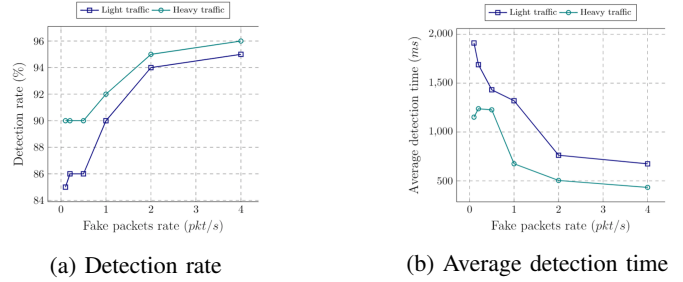 Light traffic Heavy traffic
96
94
92
90
88
86
84
0 1 2 3 4
Detection rate (%)
Fake packets rate (pkt/s)
(a) Detection rate
Light traffic Heavy traffic
2,000
1,500
1,000
500
0 1 2 3 4
Average detection time (ms)
Fake packets rate (pkt/s)
(b) Average detection time